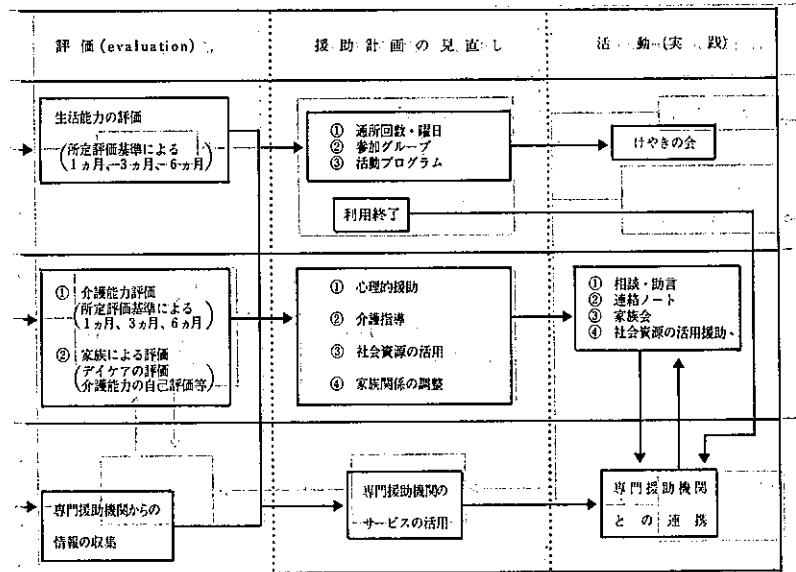 評価(evaluation)
援助計画の見直し
活動(実践)
生活能力の評価
(所定評価基準による
1ヵ月、3ヵ月、6ヵ月)
① 通所回数・曜日
② 参加グループ
③ 活動プログラム
けやきの会
利用終了
① 介護能力評価
(所定評価基準による
1ヵ月、3ヵ月、6ヵ月)
② 家族による評価
(デイケアの評価
介護能力の自己評価等)
① 心理的援助
② 介護指導
③ 社会資源の活用
④ 家族関係の調整
① 相談・助言
② 連絡ノート
③ 家族会
④ 社会資源の活用援助
専門援助機関からの
情報の収集
専門援助機関の
サービスの活用
専門援助機関
との連携